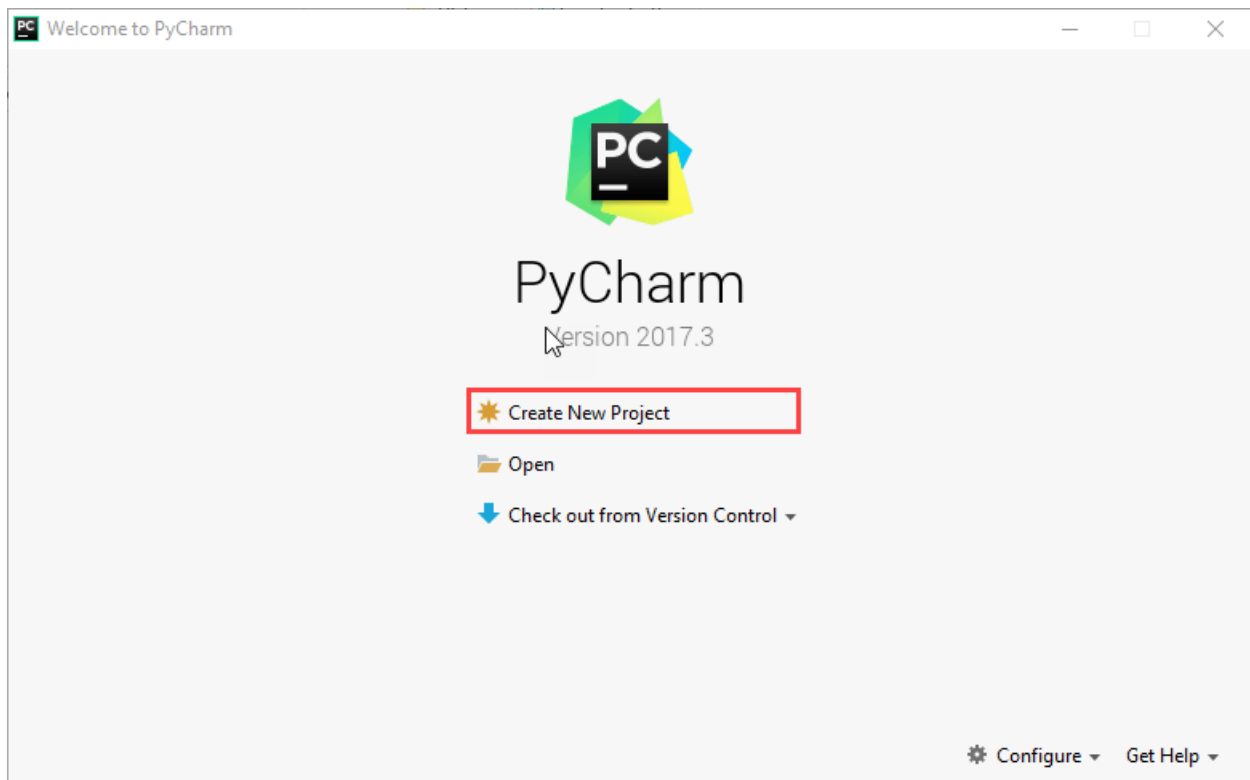 PC Welcome to PyCharm
PC
PyCharm
Version 2017.3
Create New Project
Open
Check out from Version Control
Configure Get Help